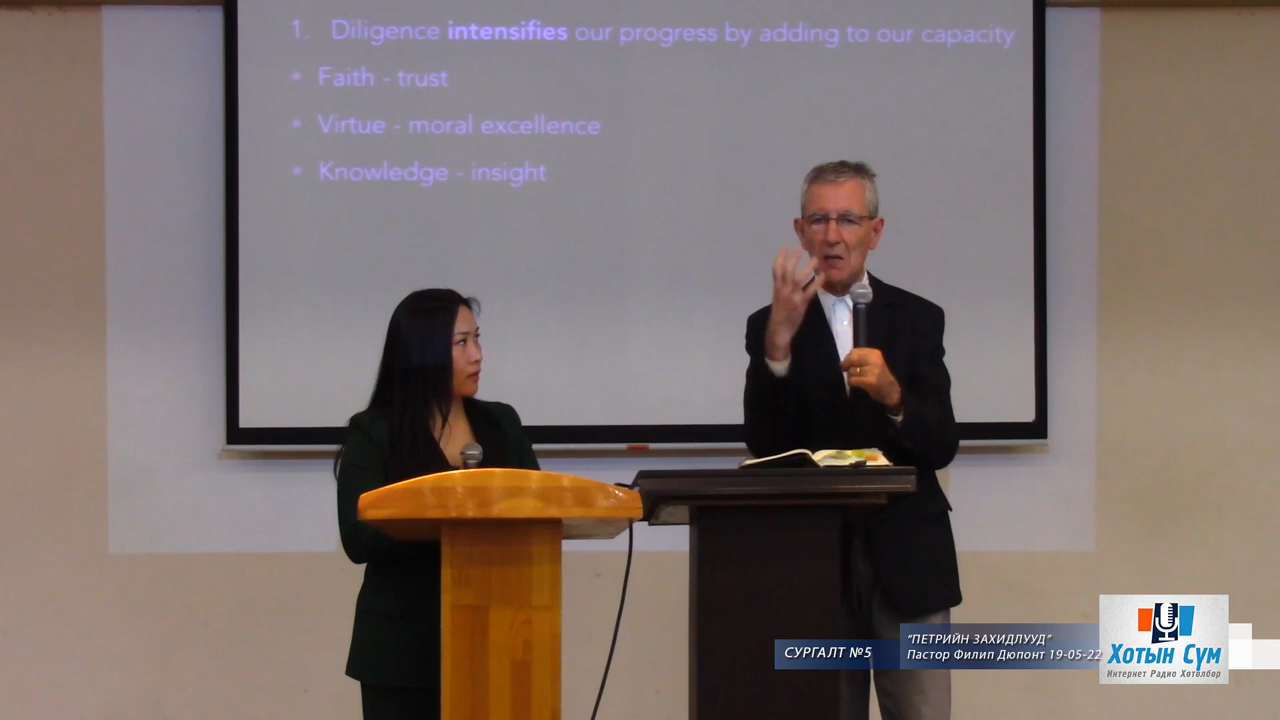 1. Diligence intensifies our progress by adding to our capacity
• Faith - trust
• Virtue - moral excellence
• Knowledge - insight
СУРГАЛТ №5
“ПЕТРИЙН ЗАХИДЛУУД”
Пастор Филип Дюпонт 19-05-22
Хотын Сүм
Интернет Радио Хөтөлбөр